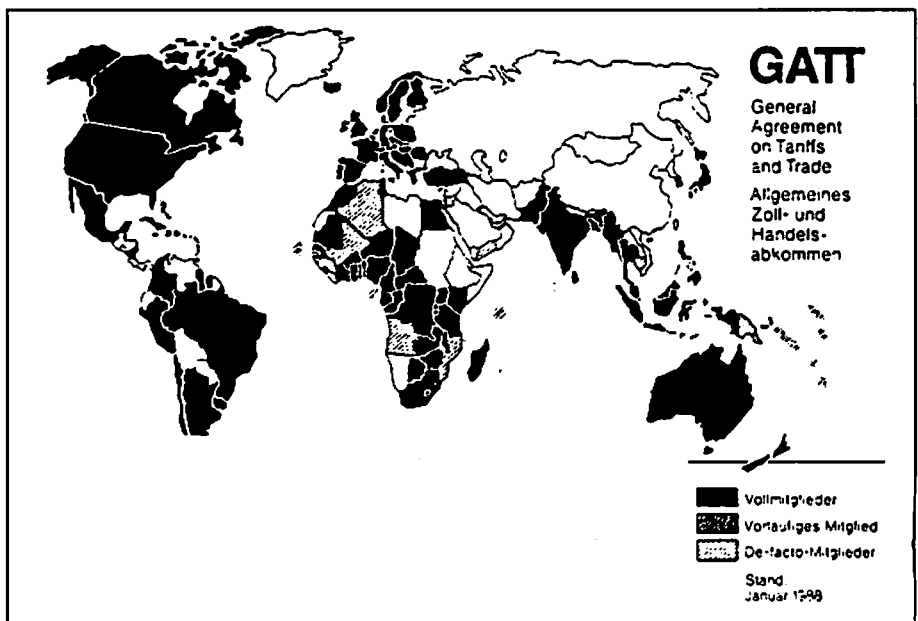 GATT
General
Agreement
on Tariffs
and Trade
Allgemeines
Zoll- und
Handels-
abkommen
Vollmitglieder
Vorläufiges Mitglied
De-facto-Mitglieder
Stand:
Januar 1988